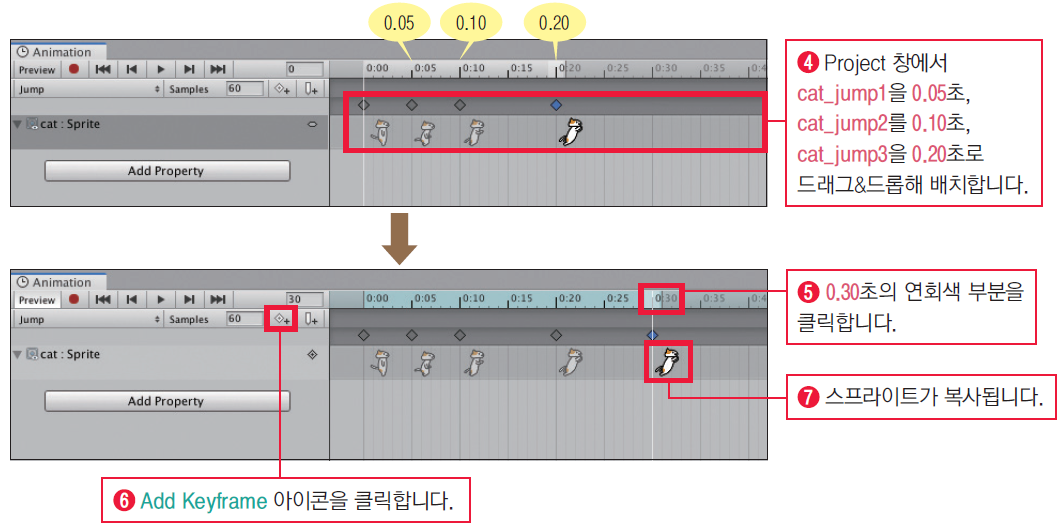 0.05 0.10 0.20
Animation
Preview 0 0:00 0:05 0:10 0:15 0:20 0:25 0:30 0:35 0:4
Jump Samples 60
cat : Sprite
Add Property
❹ Project 창에서
cat_jump1을 0.05초,
cat_jump2를 0.10초,
cat_jump3을 0.20초로
드래그&드롭해 배치합니다.
Animation
Preview 30 0:00 0:05 0:10 0:15 0:20 0:25 0:30 0:35 0:4
Jump Samples 60
cat : Sprite
Add Property
❺ 0.30초의 연회색 부분을
클릭합니다.
❼ 스프라이트가 복사됩니다.
❻ Add Keyframe 아이콘을 클릭합니다.